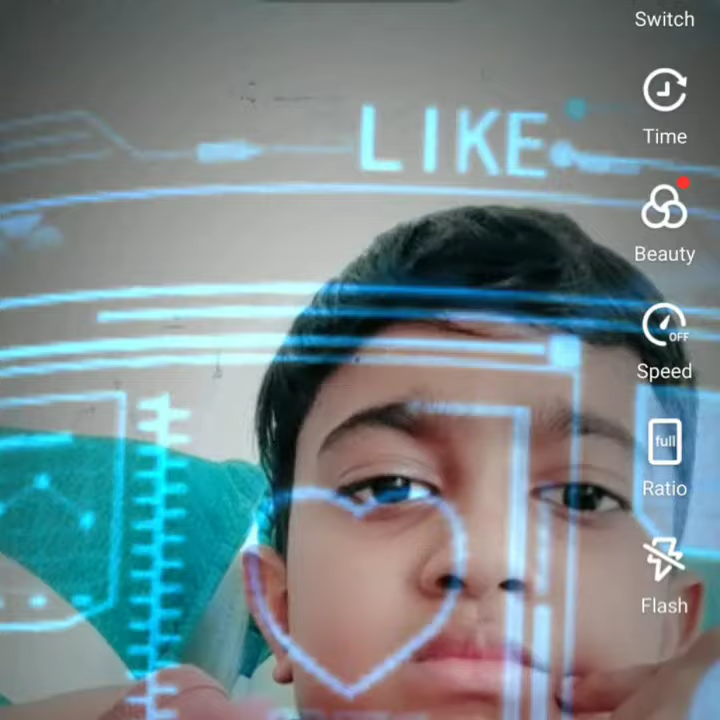 Switch
LIKE
Time
Beauty
OFF
Speed
full
Ratio
Flash